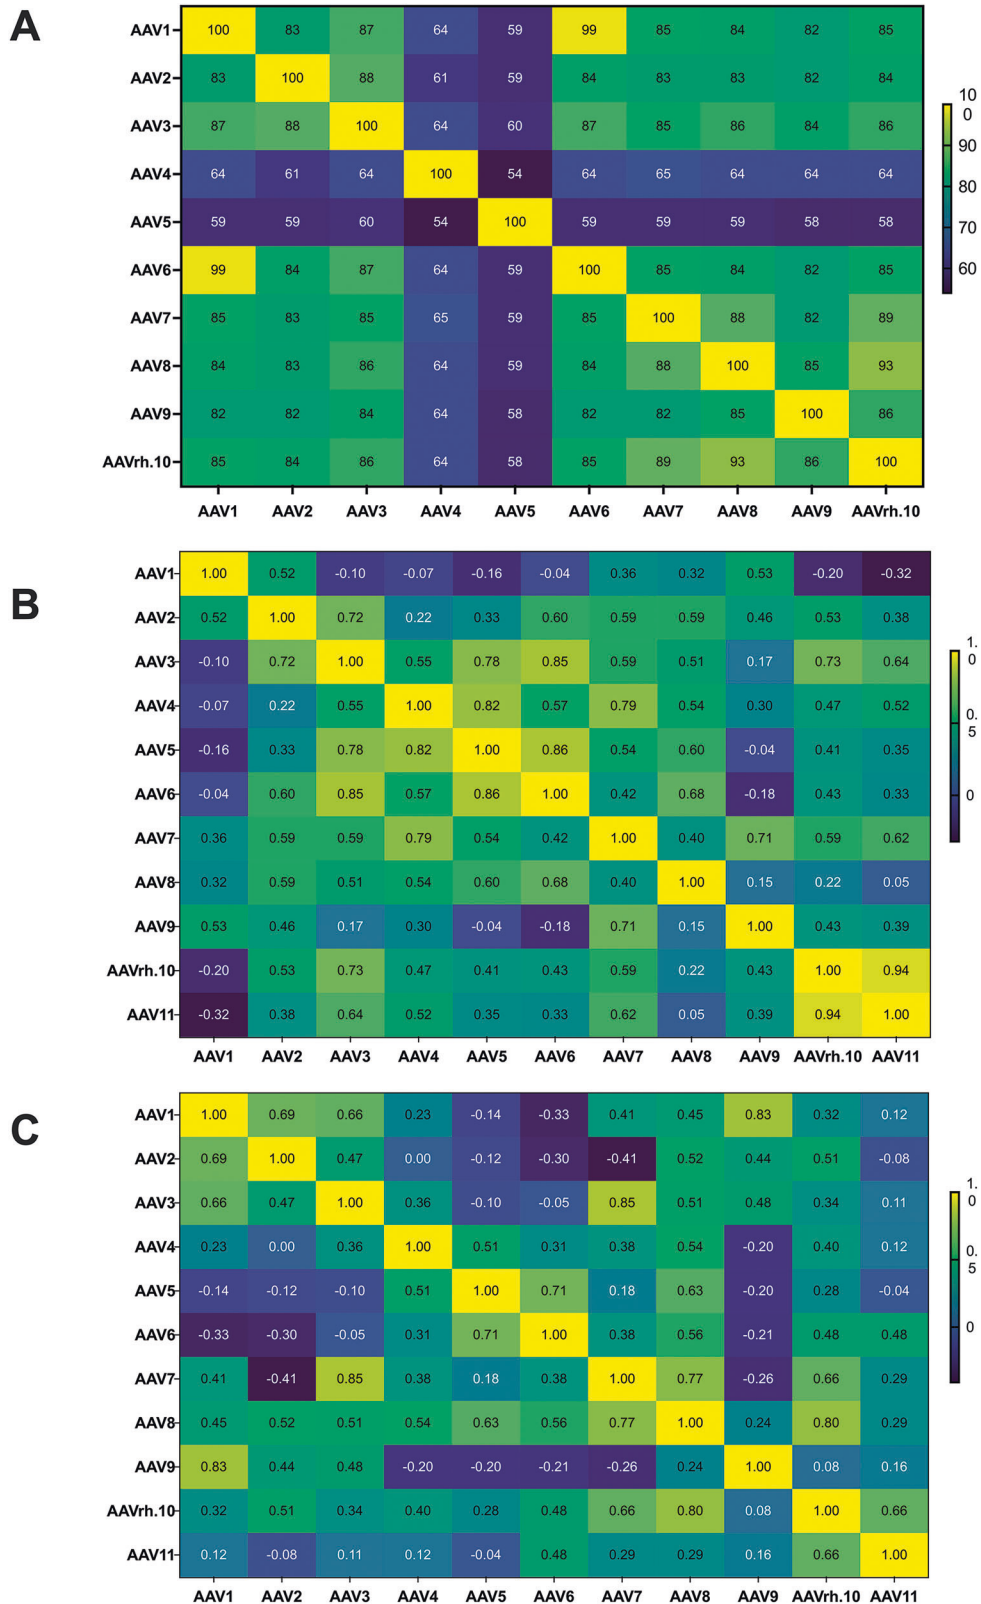 A
AAV1 100 83 87 64 59 99 85 84 82 85
AAV2 83 100 88 61 59 84 83 83 82 84
AAV3 87 88 100 64 60 87 85 86 84 86
AAV4 64 61 64 100 54 64 65 64 64 64
AAV5 59 59 60 54 100 59 59 59 58 58
AAV6 99 84 87 64 59 100 85 84 82 85
AAV7 85 83 85 65 59 85 100 88 82 89
AAV8 84 83 86 64 59 84 88 100 85 93
AAV9 82 82 84 64 58 82 82 85 100 86
AAVrh.10 85 84 86 64 58 85 89 93 86 100
AAV1 AAV2 AAV3 AAV4 AAV5 AAV6 AAV7 AAV8 AAV9 AAVrh.10
10
0
90
80
70
60
B
AAV1 1.00 0.52 -0.10 -0.07 -0.16 -0.04 0.36 0.32 0.53 -0.20 -0.32
AAV2 0.52 1.00 0.72 0.22 0.33 0.60 0.59 0.59 0.46 0.53 0.38
AAV3 -0.10 0.72 1.00 0.55 0.78 0.85 0.59 0.51 0.17 0.73 0.64
AAV4 -0.07 0.22 0.55 1.00 0.82 0.57 0.79 0.54 0.30 0.47 0.52
AAV5 -0.16 0.33 0.78 0.82 1.00 0.86 0.54 0.60 -0.04 0.41 0.35
AAV6 -0.04 0.60 0.85 0.57 0.86 1.00 0.42 0.68 -0.18 0.43 0.33
AAV7 0.36 0.59 0.59 0.79 0.54 0.42 1.00 0.40 0.71 0.59 0.62
AAV8 0.32 0.59 0.51 0.54 0.60 0.68 0.40 1.00 0.15 0.22 0.05
AAV9 0.53 0.46 0.17 0.30 -0.04 -0.18 0.71 0.15 1.00 0.43 0.39
AAVrh.10 -0.20 0.53 0.73 0.47 0.41 0.43 0.59 0.22 0.43 1.00 0.94
AAV11 -0.32 0.38 0.64 0.52 0.35 0.33 0.62 0.05 0.39 0.94 1.00
AAV1 AAV2 AAV3 AAV4 AAV5 AAV6 AAV7 AAV8 AAV9 AAVrh.10 AAV11
1.
0
0.
5
0
C
AAV1 1.00 0.69 0.66 0.23 -0.14 -0.33 0.41 0.45 0.83 0.32 0.12
AAV2 0.69 1.00 0.47 0.00 -0.12 -0.30 -0.41 0.52 0.44 0.51 -0.08
AAV3 0.66 0.47 1.00 0.36 -0.10 -0.05 0.85 0.51 0.48 0.34 0.11
AAV4 0.23 0.00 0.36 1.00 0.51 0.31 0.38 0.54 -0.20 0.40 0.12
AAV5 -0.14 -0.12 -0.10 0.51 1.00 0.71 0.18 0.63 -0.20 0.28 -0.04
AAV6 -0.33 -0.30 -0.05 0.31 0.71 1.00 0.38 0.56 -0.21 0.48 0.48
AAV7 0.41 -0.41 0.85 0.38 0.18 0.38 1.00 0.77 -0.26 0.66 0.29
AAV8 0.45 0.52 0.51 0.54 0.63 0.56 0.77 1.00 0.24 0.80 0.29
AAV9 0.83 0.44 0.48 -0.20 -0.20 -0.21 -0.26 0.24 1.00 0.08 0.16
AAVrh.10 0.32 0.51 0.34 0.40 0.28 0.48 0.66 0.80 0.08 1.00 0.66
AAV11 0.12 -0.08 0.11 0.12 -0.04 0.48 0.29 0.29 0.16 0.66 1.00
AAV1 AAV2 AAV3 AAV4 AAV5 AAV6 AAV7 AAV8 AAV9 AAVrh.10 AAV11
1.
0
0.
5
0